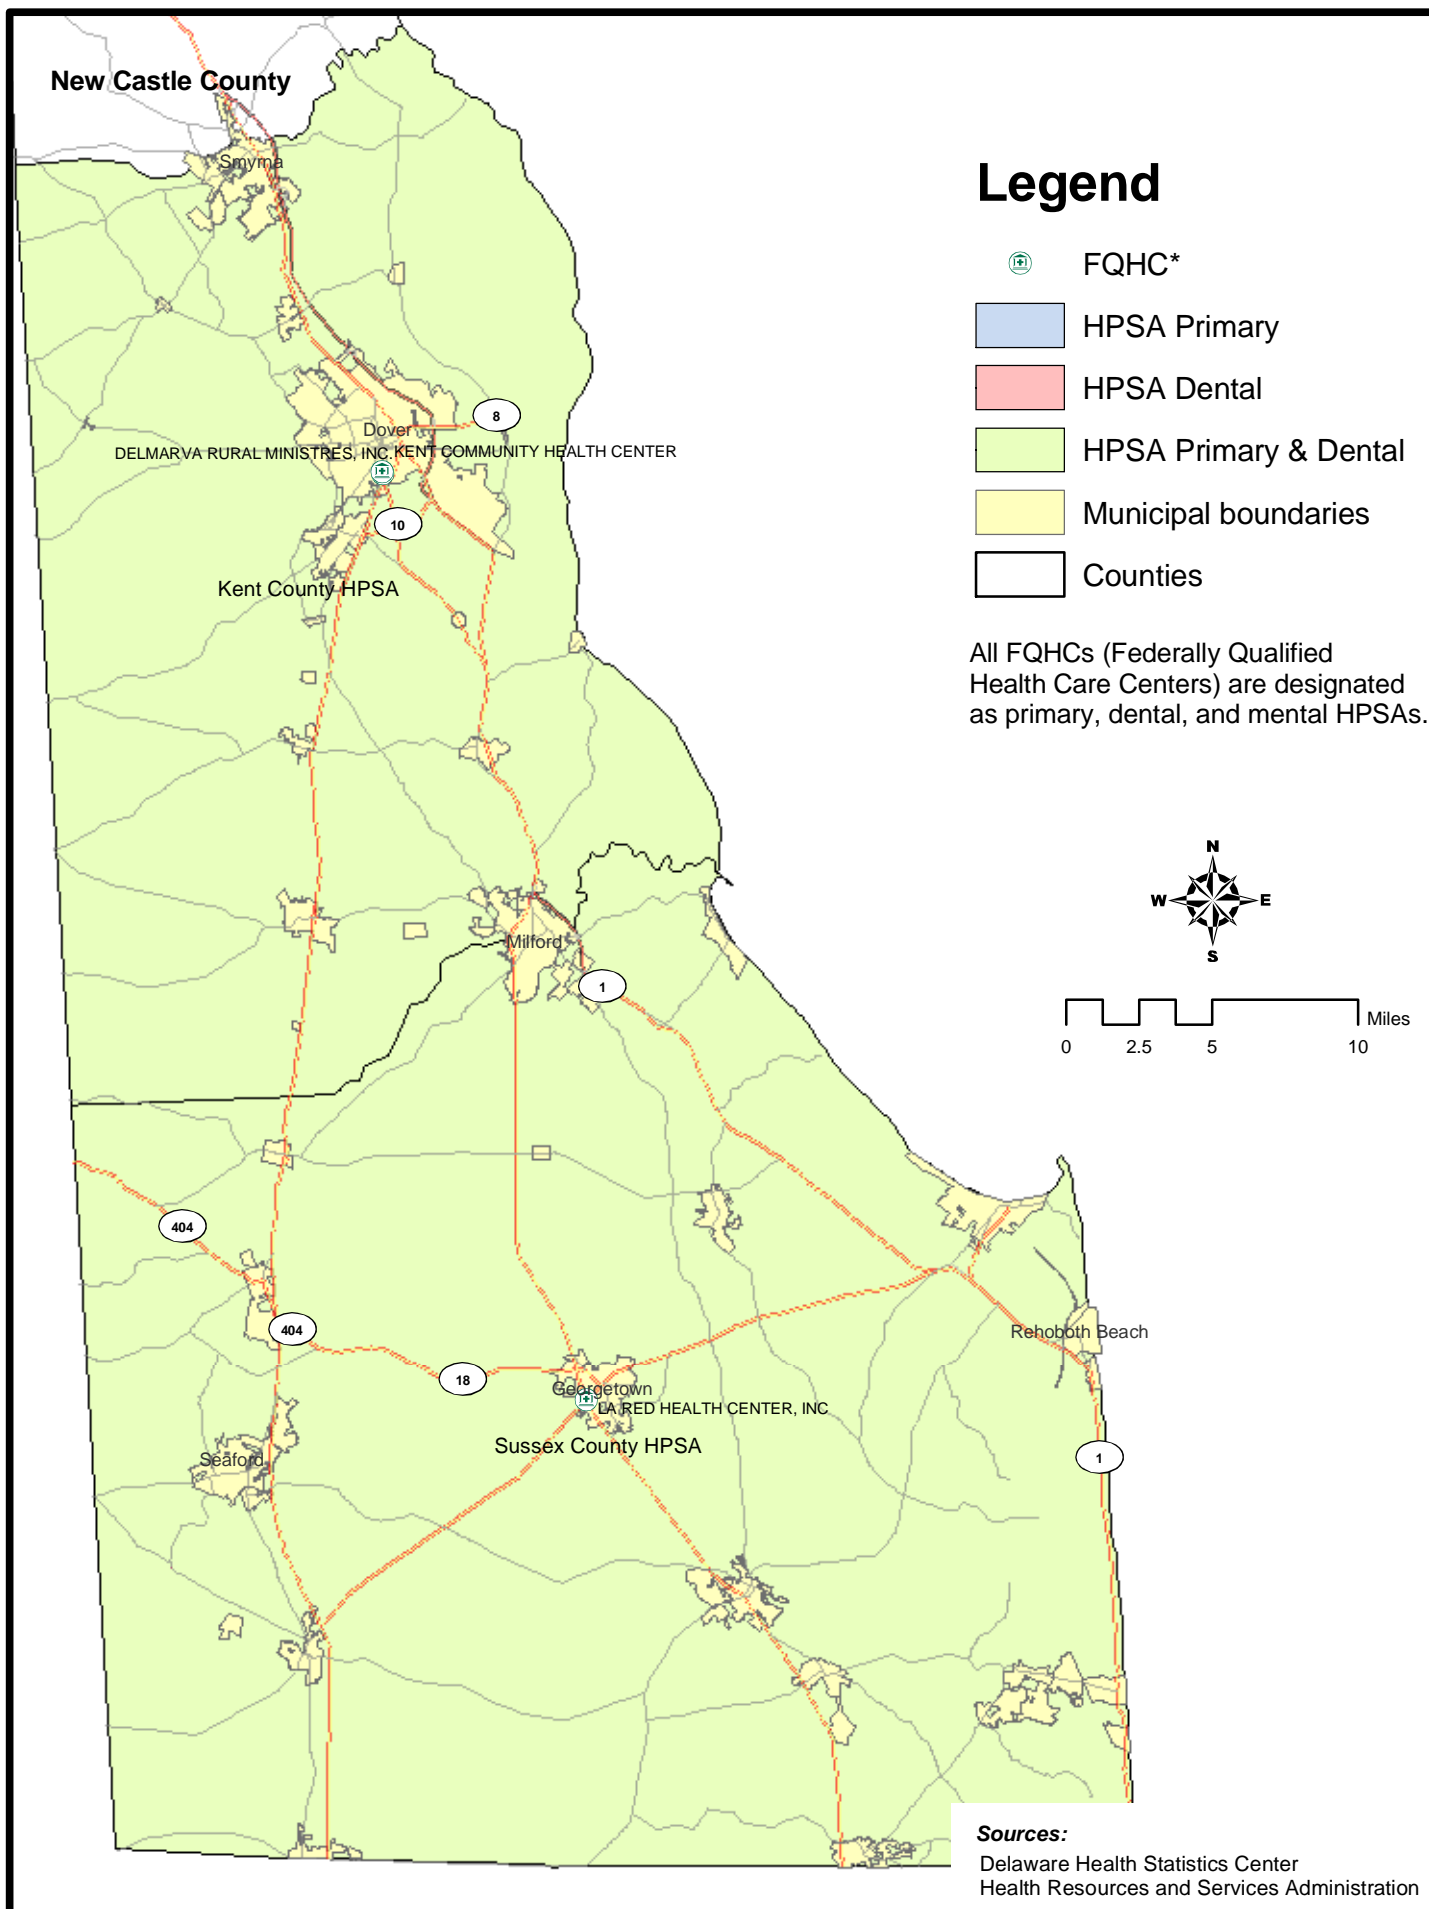 New Castle County
Smyrna
Legend
FQHC*
HPSA Primary
HPSA Dental
HPSA Primary & Dental
Municipal boundaries
Counties
All FQHCs (Federally Qualified
Health Care Centers) are designated
as primary, dental, and mental HPSAs.
8
Dover
DELMARVA RURAL MINISTRES, INC.
KENT COMMUNITY HEALTH CENTER
10
Kent County HPSA
N
W
E
S
Milford
1
Miles
0 2.5 5 10
404
404
Rehoboth Beach
18
Georgetown
LA RED HEALTH CENTER, INC
Sussex County HPSA
Seaford
1
Sources:
Delaware Health Statistics Center
Health Resources and Services Administration